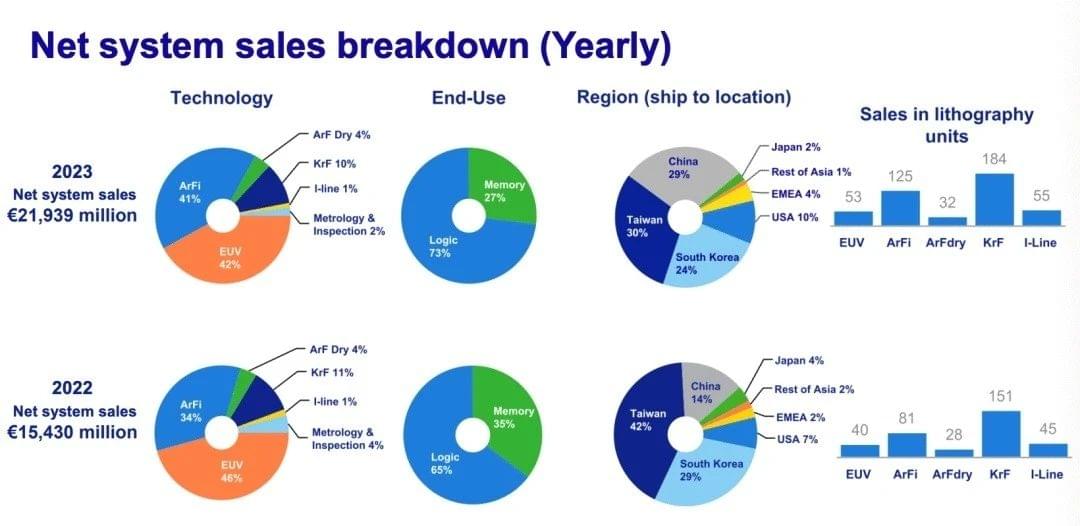 Net system sales breakdown (Yearly)
Technology
End-Use
Region (ship to location)
Sales in lithography
units
2023
Net system sales
€21,939 million
ArFi
41%
ArF Dry 4%
KrF 10%
I-line 1%
Metrology &
Inspection 2%
EUV
42%
Memory
27%
Logic
73%
China
29%
Japan 2%
Rest of Asia 1%
EMEA 4%
USA 10%
Taiwan
30%
South Korea
24%
53
125
32
184
55
EUV
ArFi
ArFdry
KrF
I-Line
2022
Net system sales
€15,430 million
ArFi
34%
ArF Dry 4%
KrF 11%
I-line 1%
Metrology &
Inspection 4%
EUV
46%
Memory
35%
Logic
65%
China
14%
Japan 4%
Rest of Asia 2%
EMEA 2%
USA 7%
Taiwan
42%
South Korea
29%
40
81
28
151
45
EUV
ArFi
ArFdry
KrF
I-Line